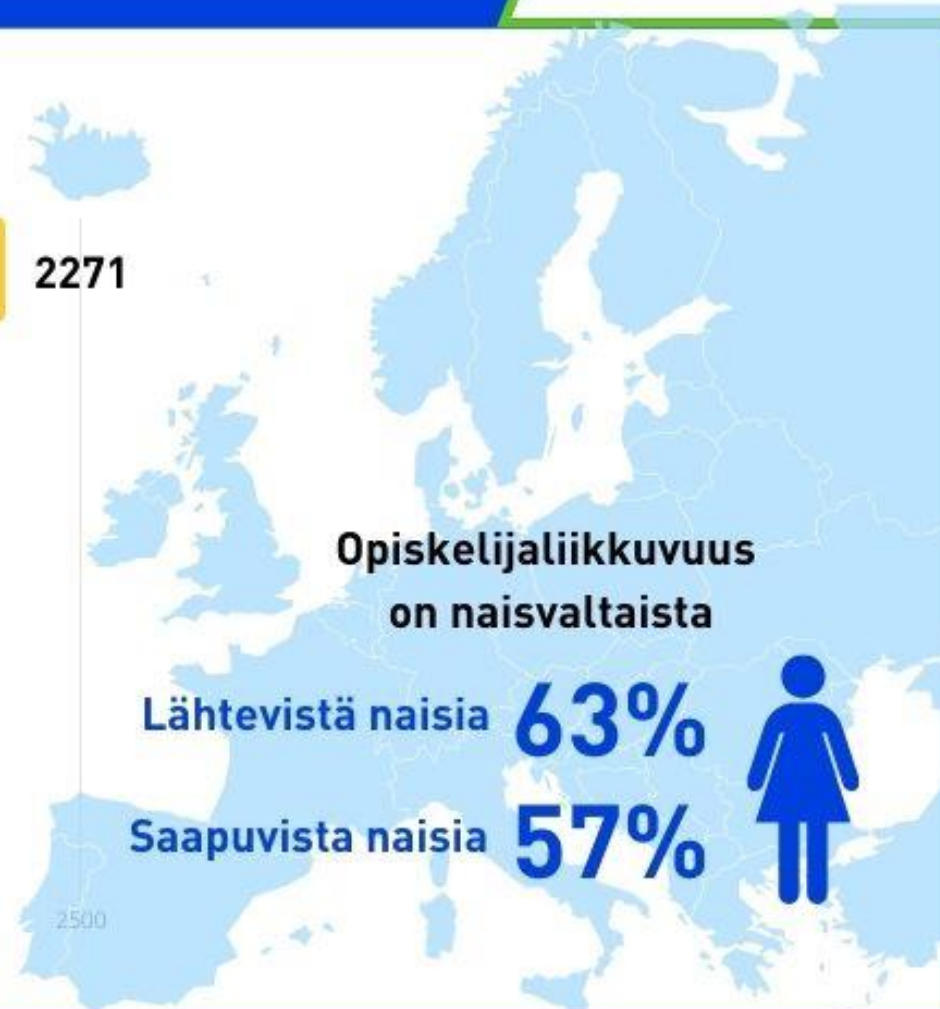 2271
Opiskelijaliikkuvuus
on naisvaltaista
Lähtevistä naisia 63%
Saapuvista naisia 57%
2500